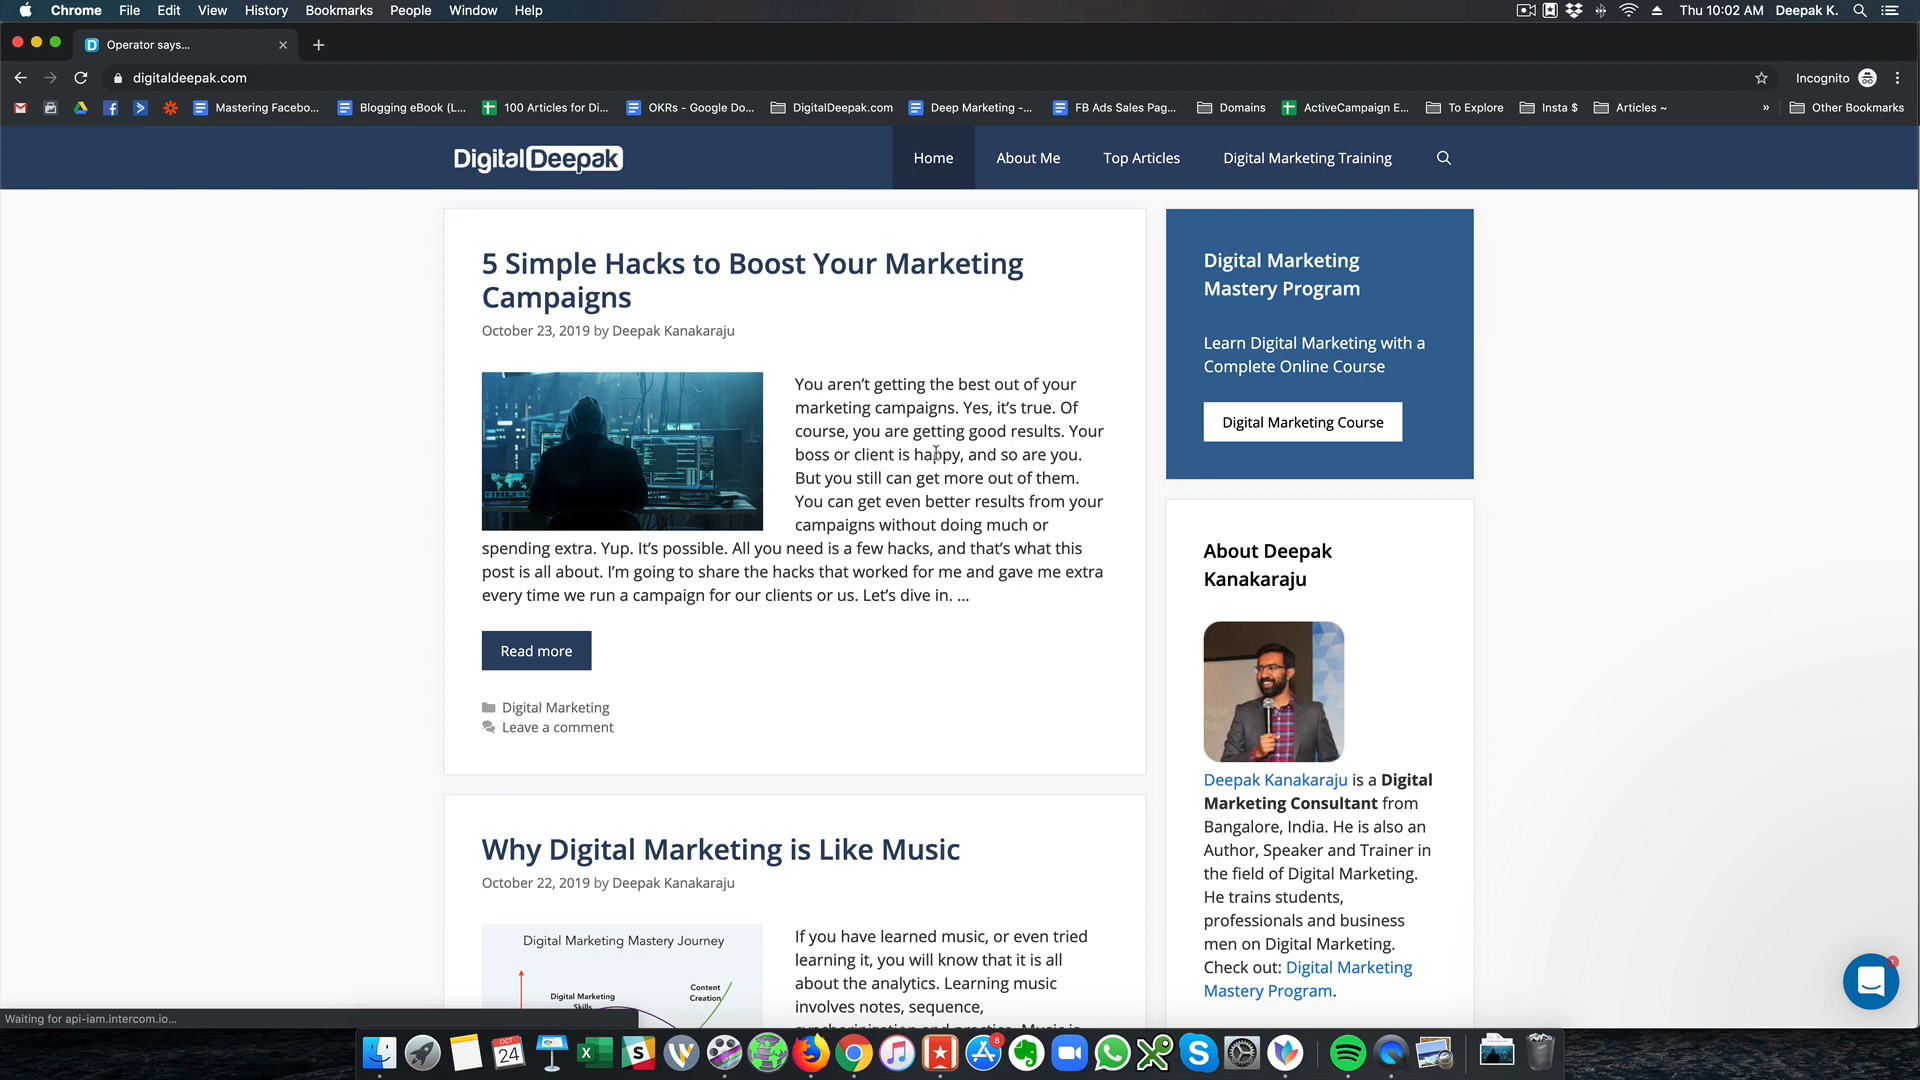 Chrome File Edit View History Bookmarks People Window Help
Thu 10:02 AM Deepak K.
Operator says...
digitaldeepak.com
Incognito
Mastering Facebo... Blogging eBook (L... 100 Articles for Di... OKRs - Google Do... DigitalDeepak.com Deep Marketing -... FB Ads Sales Pag... Domains ActiveCampaign E... To Explore Insta $ Articles ~ » Other Bookmarks
DigitalDeepak
Home About Me Top Articles Digital Marketing Training
5 Simple Hacks to Boost Your Marketing
Campaigns
October 23, 2019 by Deepak Kanakaraju
You aren’t getting the best out of your
marketing campaigns. Yes, it’s true. Of
course, you are getting good results. Your
boss or client is happy, and so are you.
But you still can get more out of them.
You can get even better results from your
campaigns without doing much or
spending extra. Yup. It’s possible. All you need is a few hacks, and that’s what this
post is all about. I’m going to share the hacks that worked for me and gave me extra
every time we run a campaign for our clients or us. Let’s dive in. ...
Read more
Digital Marketing
Leave a comment
Why Digital Marketing is Like Music
October 22, 2019 by Deepak Kanakaraju
Digital Marketing Mastery Journey
Digital Marketing
Skills
Content
Creation
If you have learned music, or even tried
learning it, you will know that it is all
about the analytics. Learning music
involves notes, sequence,
synchorinization and practice. Music is
Digital Marketing
Mastery Program
Learn Digital Marketing with a
Complete Online Course
Digital Marketing Course
About Deepak
Kanakaraju
Deepak Kanakaraju is a Digital
Marketing Consultant from
Bangalore, India. He is also an
Author, Speaker and Trainer in
the field of Digital Marketing.
He trains students,
professionals and business
men on Digital Marketing.
Check out: Digital Marketing
Mastery Program.
1
Waiting for api-iam.intercom.io...
OCT
24
8